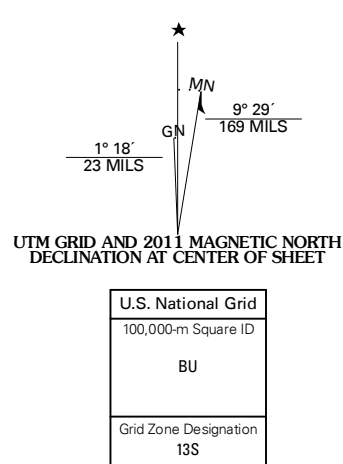 MN
GN
9° 29´
169 MILS
1° 18´
23 MILS
UTM GRID AND 2011 MAGNETIC NORTH
DECLINATION AT CENTER OF SHEET
U.S. National Grid
100,000-m Square ID
BU
Grid Zone Designation
13S